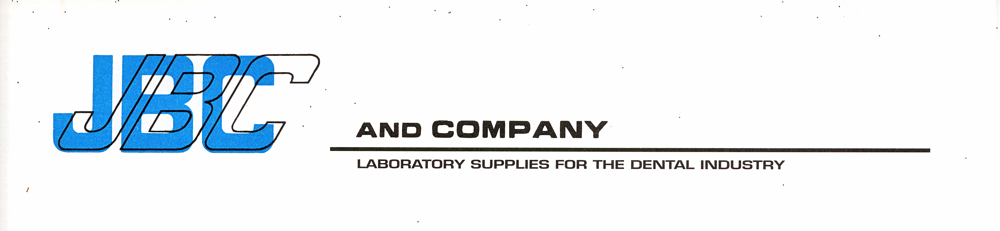 JBC AND COMPANY
LABORATORY SUPPLIES FOR THE DENTAL INDUSTRY